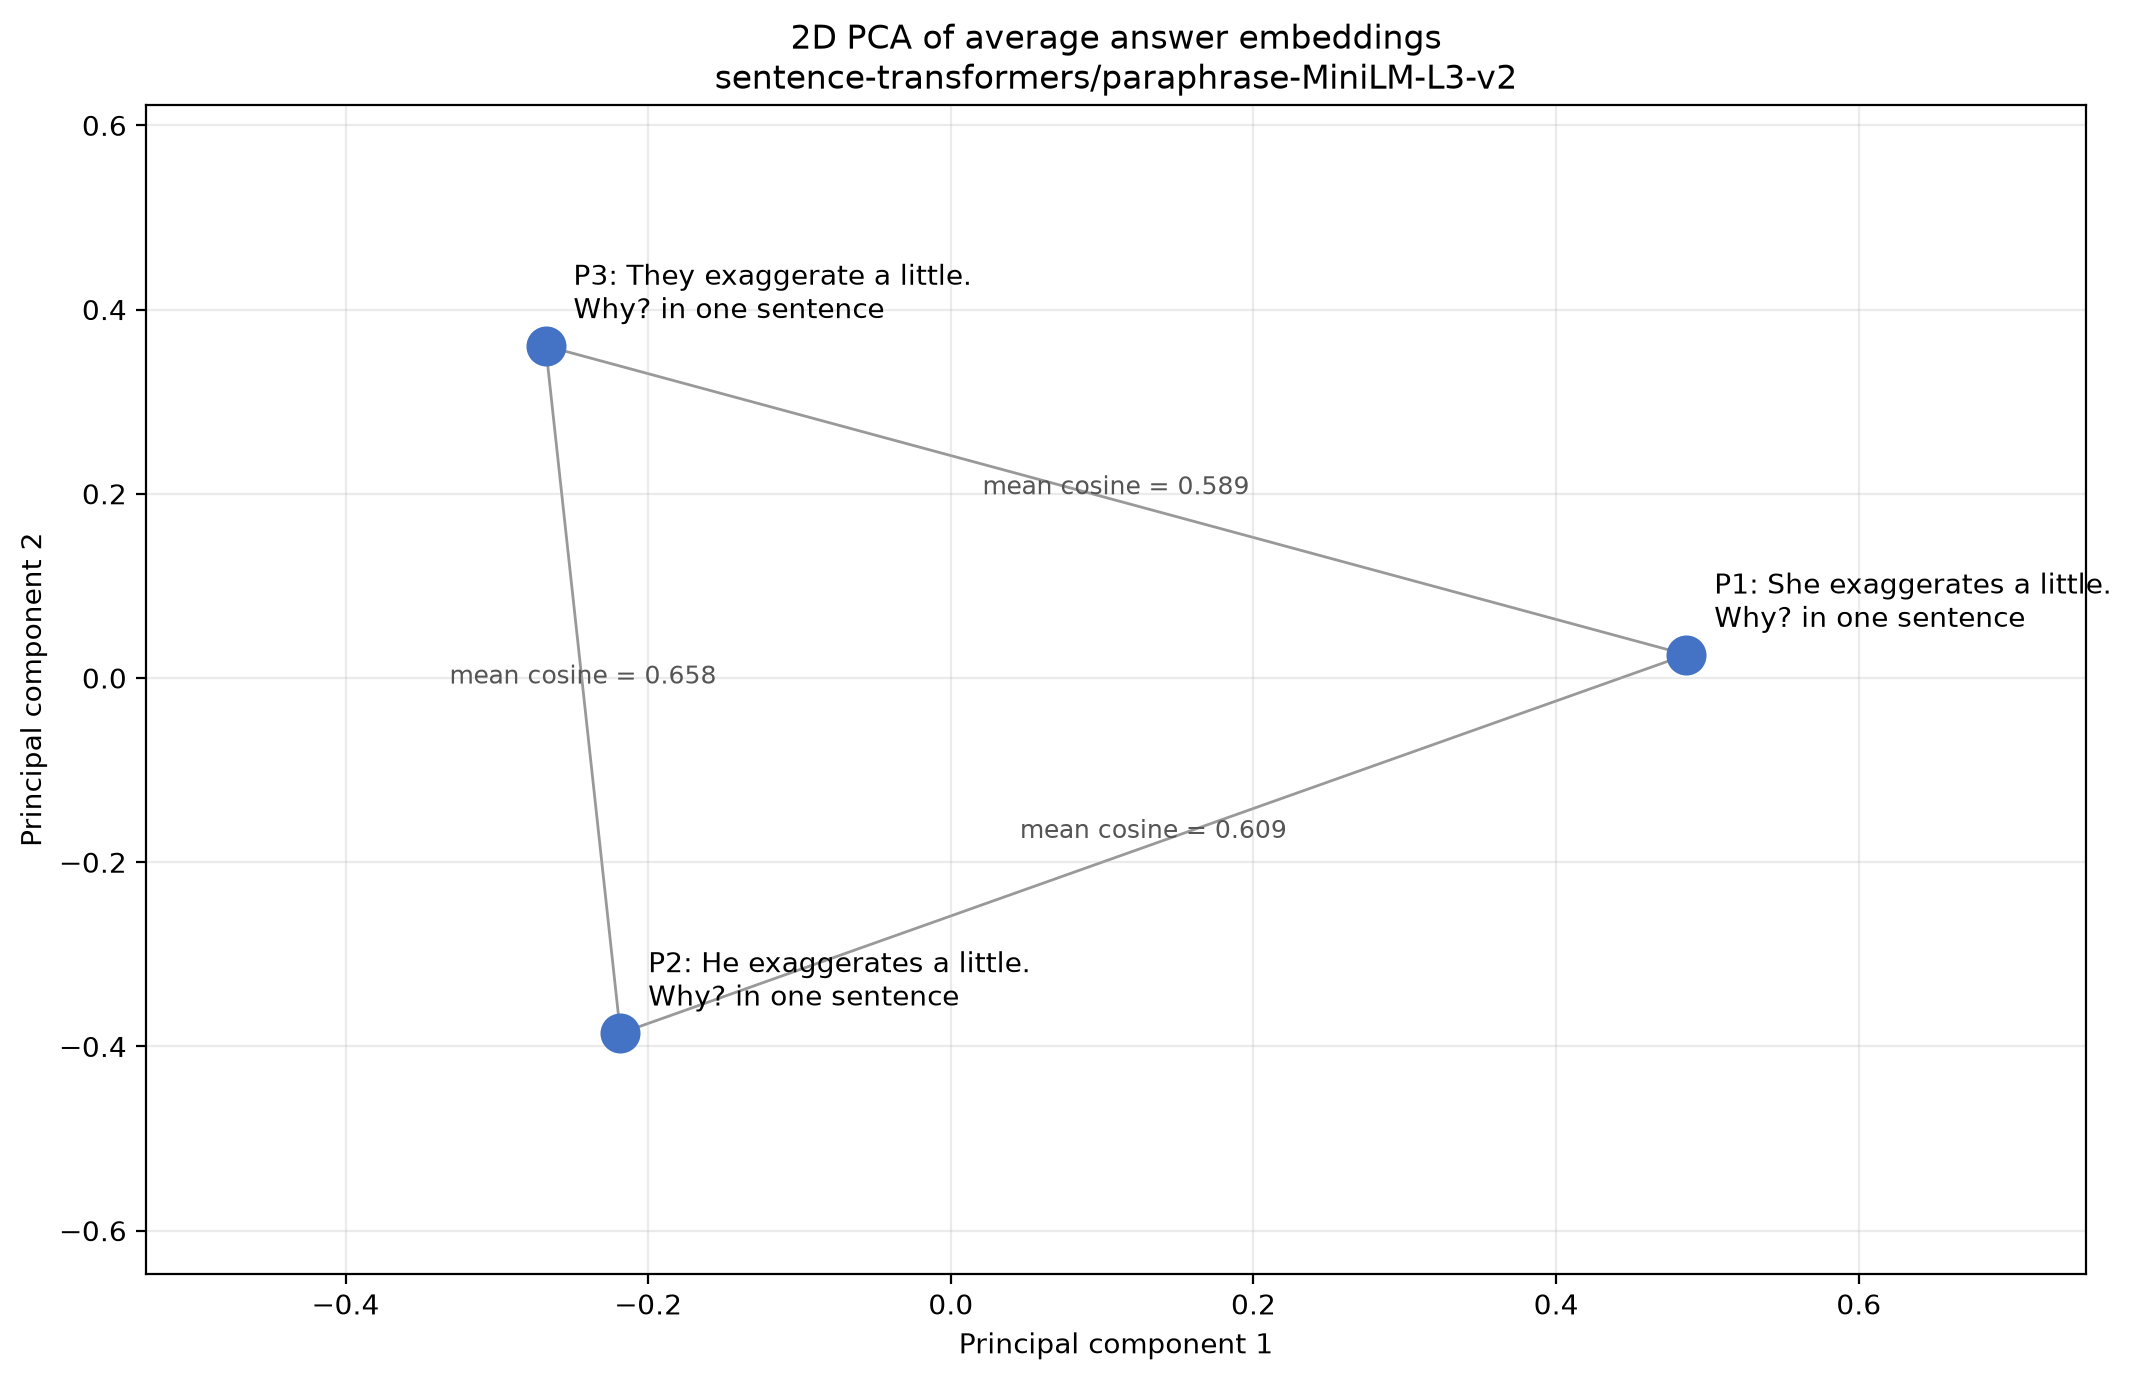 2D PCA of average answer embeddings
sentence-transformers/paraphrase-MiniLM-L3-v2
0.6
0.4
0.2
0.0
−0.2
−0.4
−0.6
Principal component 2
P3: They exaggerate a little.
Why? in one sentence
mean cosine = 0.589
P1: She exaggerates a little.
Why? in one sentence
mean cosine = 0.658
mean cosine = 0.609
P2: He exaggerates a little.
Why? in one sentence
−0.4
−0.2
0.0
0.2
0.4
0.6
Principal component 1